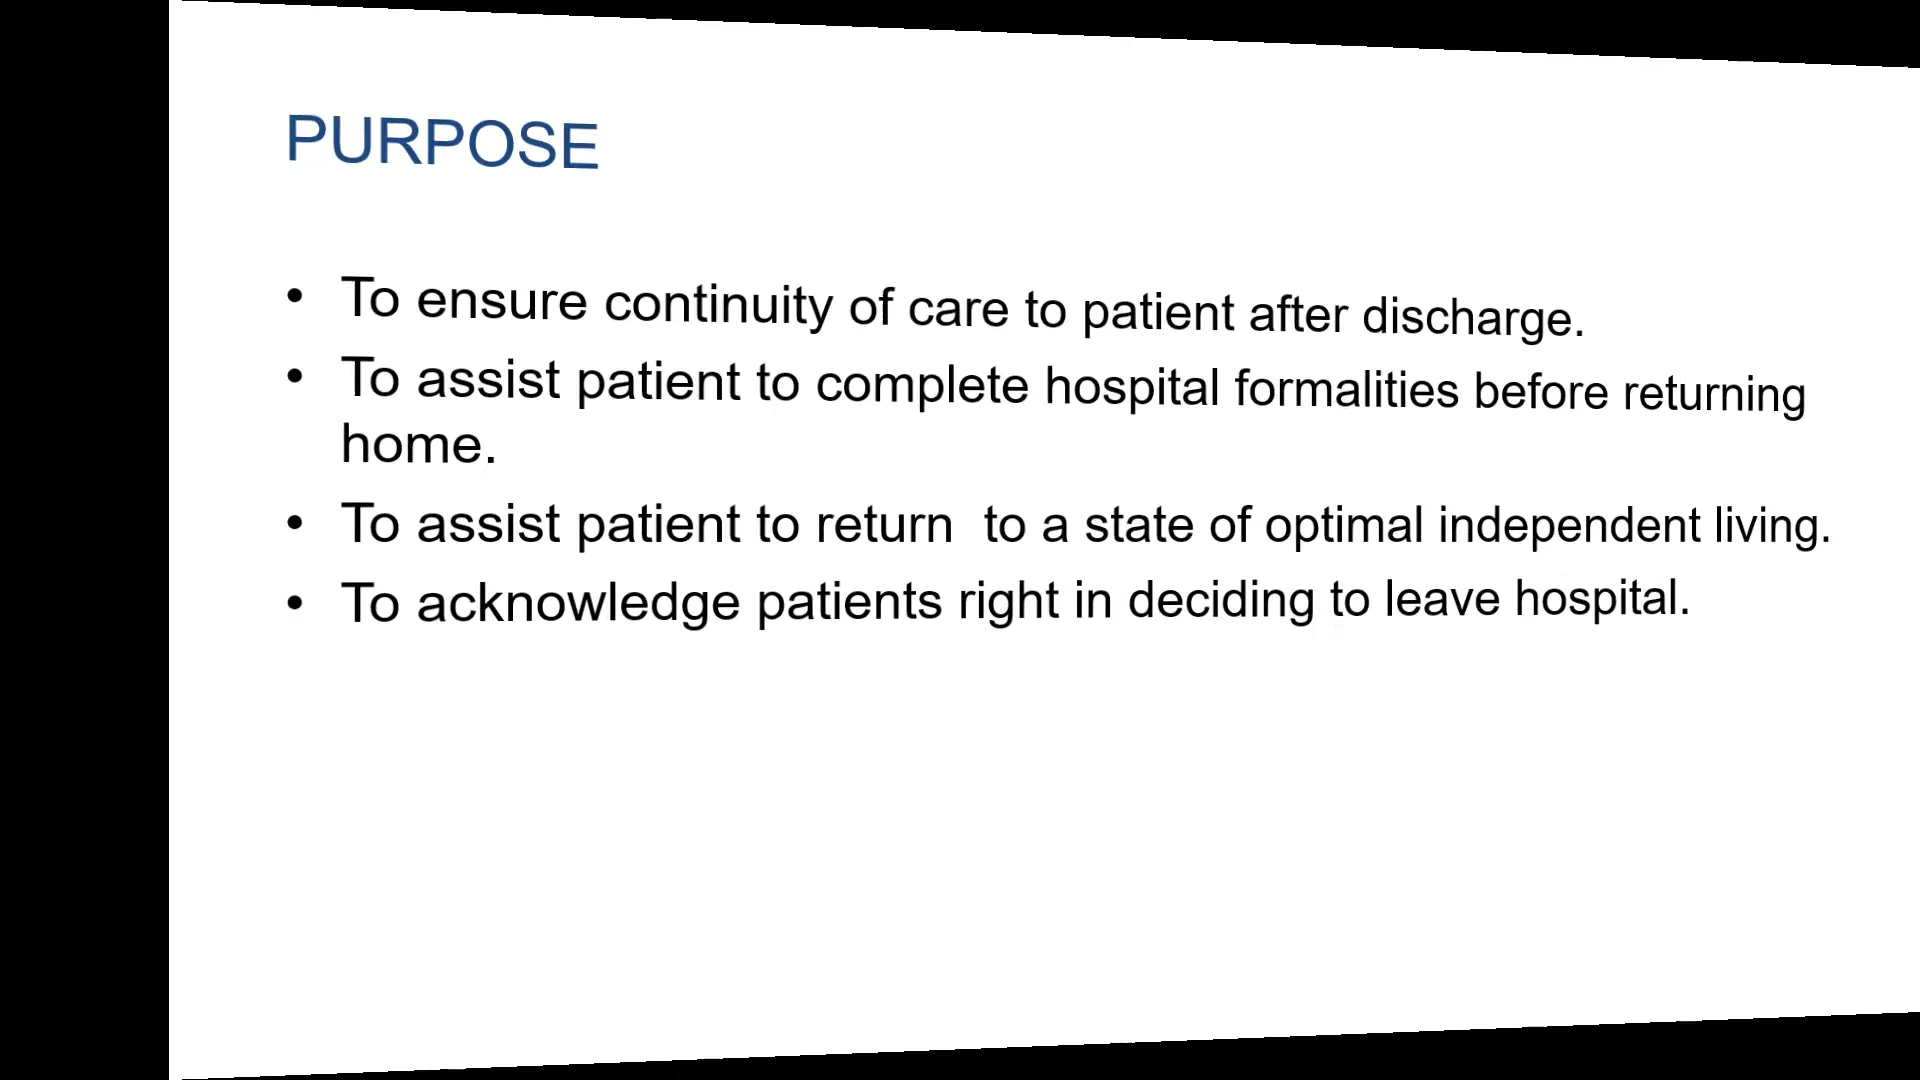 PURPOSE
• To ensure continuity of care to patient after discharge.
• To assist patient to complete hospital formalities before returning
home.
• To assist patient to return  to a state of optimal independent living.
• To acknowledge patients right in deciding to leave hospital.